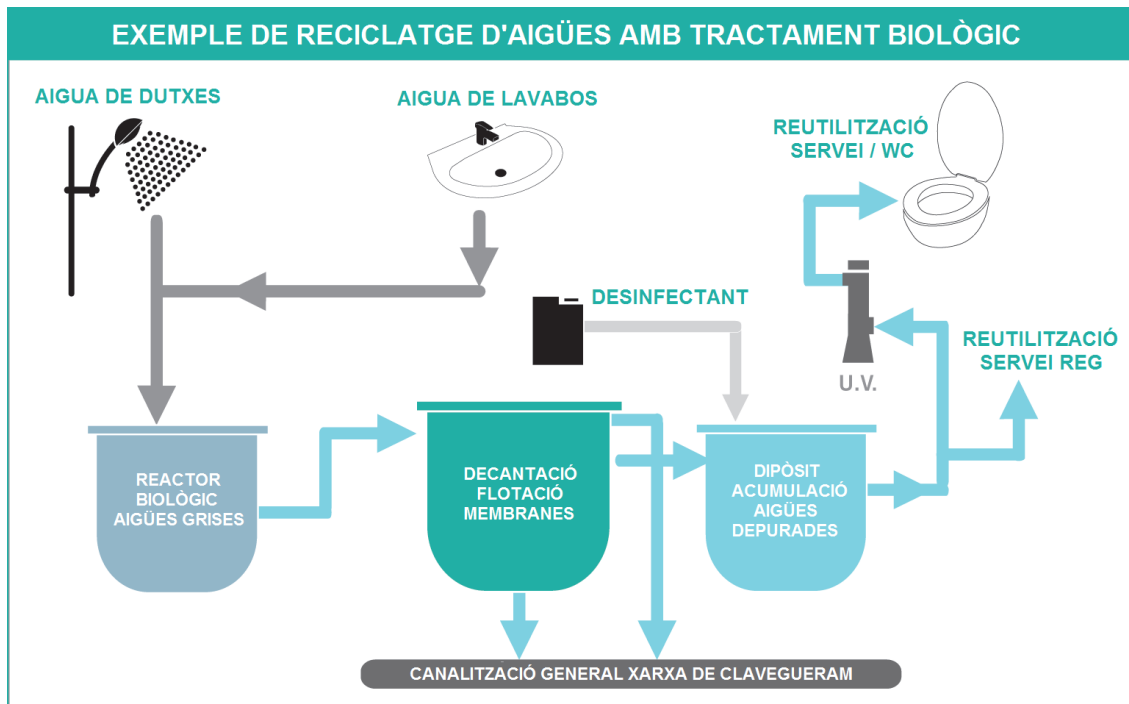 EXEMPLE DE RECICLATGE D'AIGÜES AMB TRACTAMENT BIOLÒGIC
AIGUA DE DUTXES
AIGUA DE LAVABOS
REUTILITZACIÓ
SERVEI / WC
DESINFECTANT
U.V.
REUTILITZACIÓ
SERVEI REG
REACTOR
BIOLÒGIC
AIGÜES GRISES
DECANTACIÓ
FLOTACIÓ
MEMBRANES
DIPÒSIT
ACUMULACIÓ
AIGÜES
DEPURADES
CANALITZACIÓ GENERAL XARXA DE CLAVEGUERAM